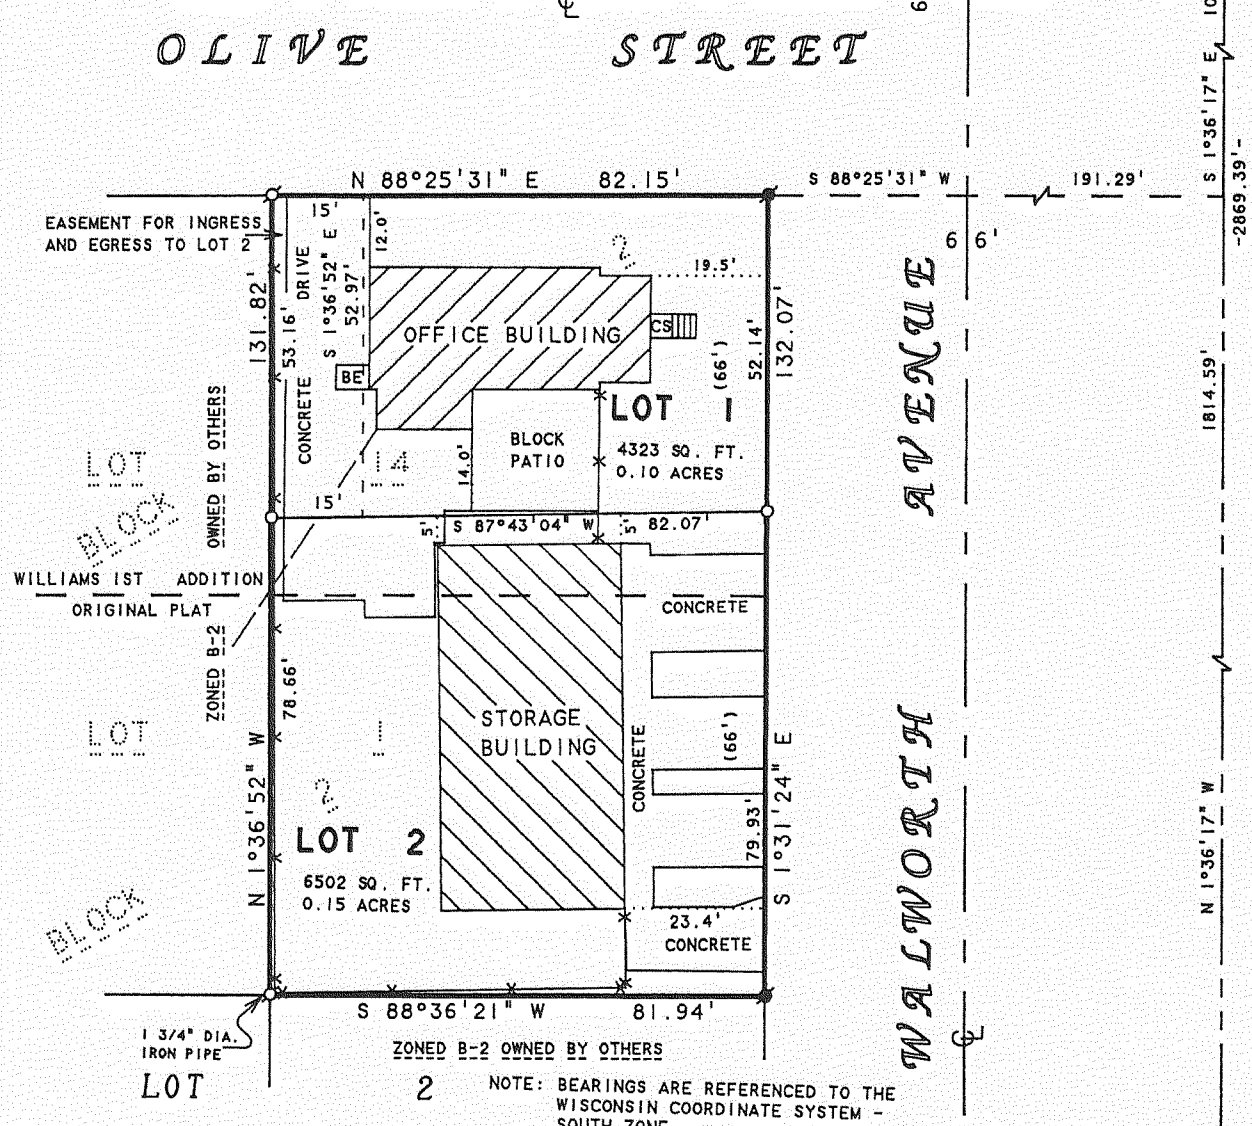 OLIVE STREET
N 88°25'31" E 82.15'
S 88°25'31" W
191.29'
S 1°36'17" E
-2869.39'-
EASEMENT FOR INGRESS
AND EGRESS TO LOT 2
15'
12.0'
2
19.5'
66'
131.82'
53.16'
CONCRETE DRIVE
S 1°36'52" E
52.97'
OFFICE BUILDING
CS
BE
(66')
52.14'
132.07'
LOT 1
4323 SQ. FT.
0.10 ACRES
BLOCK
PATIO
14.0'
14
15'
LOT
BLOCK
OWNED BY OTHERS
ZONED B-2
5'
S 87°43'04" W
5'
82.07'
WILLIAMS 1ST ADDITION
ORIGINAL PLAT
CONCRETE
78.66'
LOT
1
STORAGE
BUILDING
CONCRETE
(66')
79.93'
N 1°36'52" W
S 1°31'24" E
2
LOT 2
6502 SQ. FT.
0.15 ACRES
BLOCK
23.4'
CONCRETE
WALWORTH AVENUE
1814.59'
N 1°36'17" W
S 88°36'21" W 81.94'
1 3/4" DIA.
IRON PIPE
ZONED B-2 OWNED BY OTHERS
LOT 2
NOTE: BEARINGS ARE REFERENCED TO THE
WISCONSIN COORDINATE SYSTEM -
SOUTH ZONE